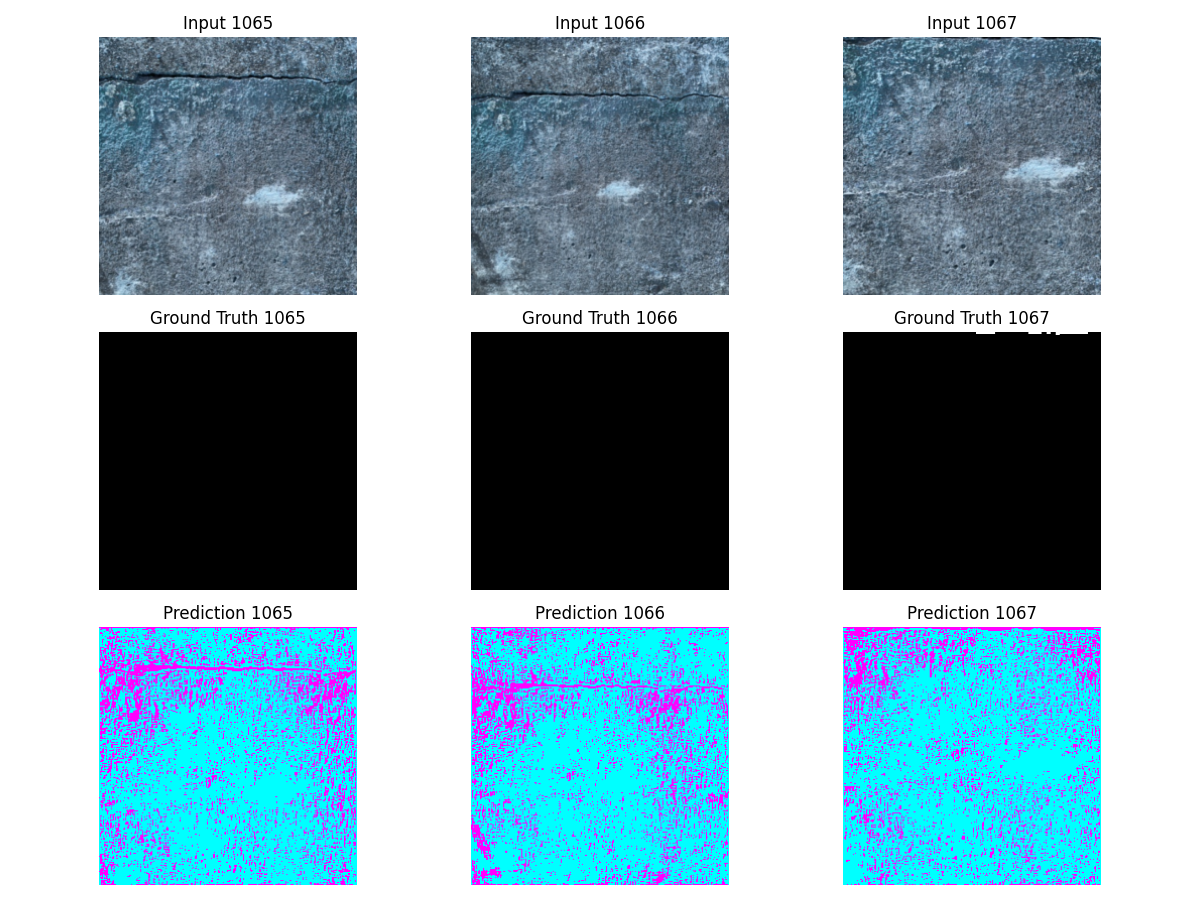 Input 1065
Input 1066
Input 1067
Ground Truth 1065
Ground Truth 1066
Ground Truth 1067
Prediction 1065
Prediction 1066
Prediction 1067